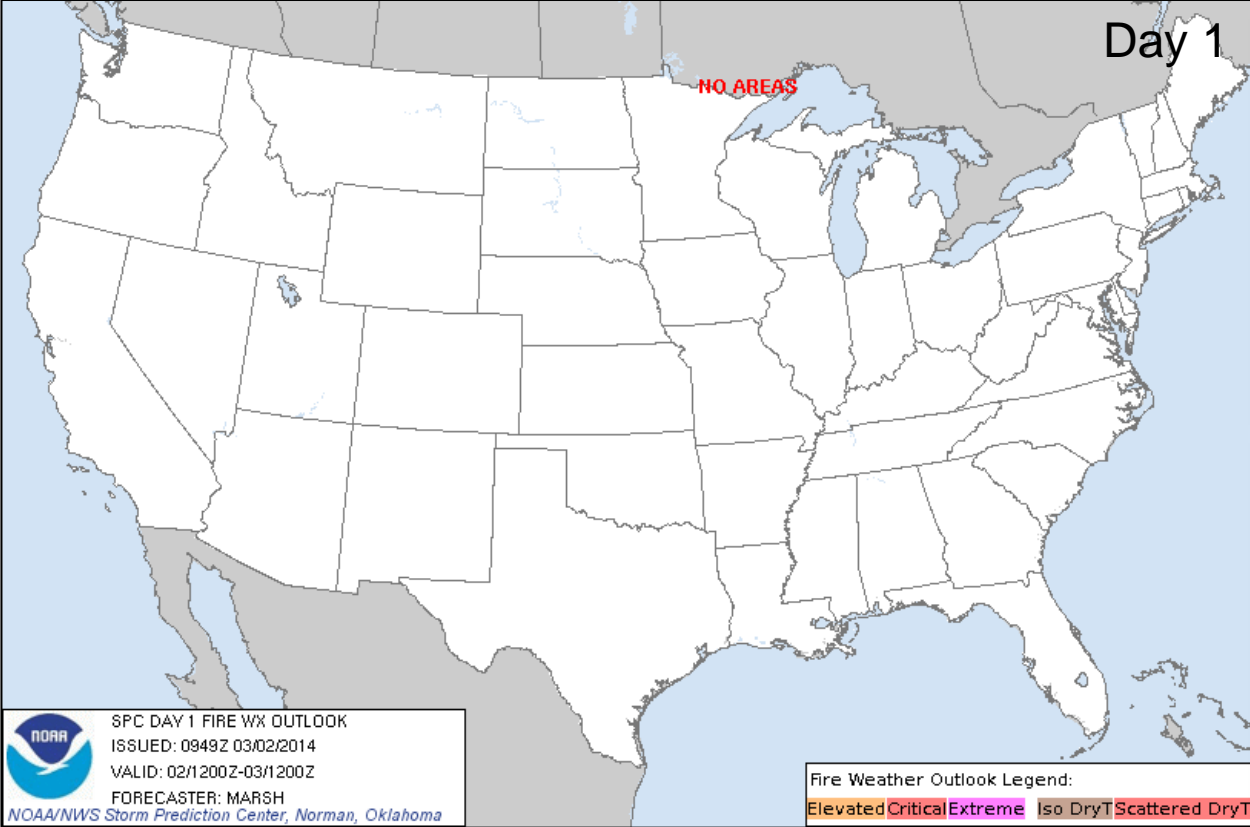 Day 1
NO AREAS
NOAA
SPC DAY 1 FIRE WX OUTLOOK
ISSUED: 0949Z 03/02/2014
VALID: 02/1200Z-03/1200Z
FORECASTER: MARSH
NOAA/NWS Storm Prediction Center, Norman, Oklahoma
Fire Weather Outlook Legend:
Elevated Critical Extreme Iso DryT Scattered DryT